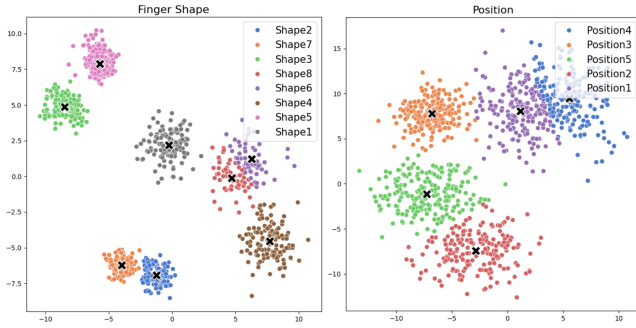 Finger Shape
10.0
7.5
5.0
2.5
0.0
−2.5
−5.0
−7.5
−10
−5
0
5
10
Shape2
Shape7
Shape3
Shape8
Shape6
Shape4
Shape5
Shape1
Position
15
10
5
0
−5
−10
−10
−5
0
5
10
Position4
Position3
Position5
Position2
Position1